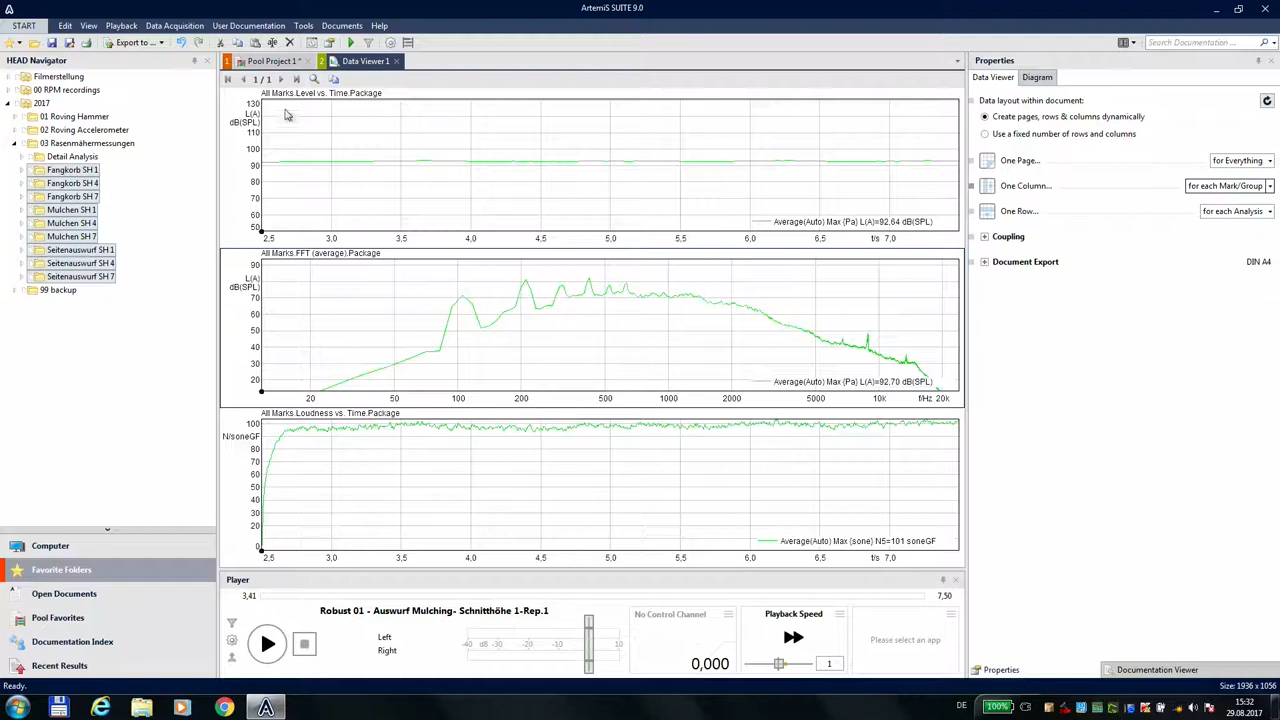 ArtemiS SUITE 9.0
START Edit View Playback Data Acquisition User Documentation Tools Documents Help
Export to... Search Documentation...
HEAD Navigator
Filmerstellung
00 RPM recordings
2017
01 Roving Hammer
02 Roving Accelerometer
03 Rasenmähermessungen
Detail Analysis
Fangkorb SH 1
Fangkorb SH 4
Fangkorb SH 7
Mulchen SH 1
Mulchen SH 4
Mulchen SH 7
Seitenauswurf SH 1
Seitenauswurf SH 4
Seitenauswurf SH 7
99 backup
Computer
Favorite Folders
Open Documents
Pool Favorites
Documentation Index
Recent Results
1 Pool Project 1 * 2 Data Viewer 1
1 / 1
All Marks.Level vs. Time.Package
130
L(A)
dB(SPL)
110
100
90
80
70
60
50
Average(Auto) Max {Pa} L(A)=92,64 dB(SPL)
2,5 3,0 3,5 4,0 4,5 5,0 5,5 6,0 6,5 t/s 7,0
All Marks.FFT (average).Package
90
L(A)
dB(SPL)
70
60
50
40
30
20
Average(Auto) Max {Pa} L(A)=92,70 dB(SPL)
20 50 100 200 500 1000 2000 5000 10k f/Hz 20k
All Marks.Loudness vs. Time.Package
100
N/soneGF
80
70
60
50
40
30
20
0
Average(Auto) Max {sone} N5=101 soneGF
2,5 3,0 3,5 4,0 4,5 5,0 5,5 6,0 6,5 t/s 7,0
Player
3,41 7,50
Robust 01 - Auswurf Mulching- Schnitthöhe 1-Rep.1
Left
Right
-40 dB -30 -20 -10 0 10
No Control Channel
0,000
Playback Speed
1
Please select an app
Properties
Data Viewer Diagram
Data layout within document:
Create pages, rows & columns dynamically
Use a fixed number of rows and columns
One Page... for Everything
One Column... for each Mark/Group
One Row... for each Analysis
Coupling
Document Export DIN A4
Properties Documentation Viewer
Ready. Size: 1936 x 1056
DE 100% 15:32
29.08.2017